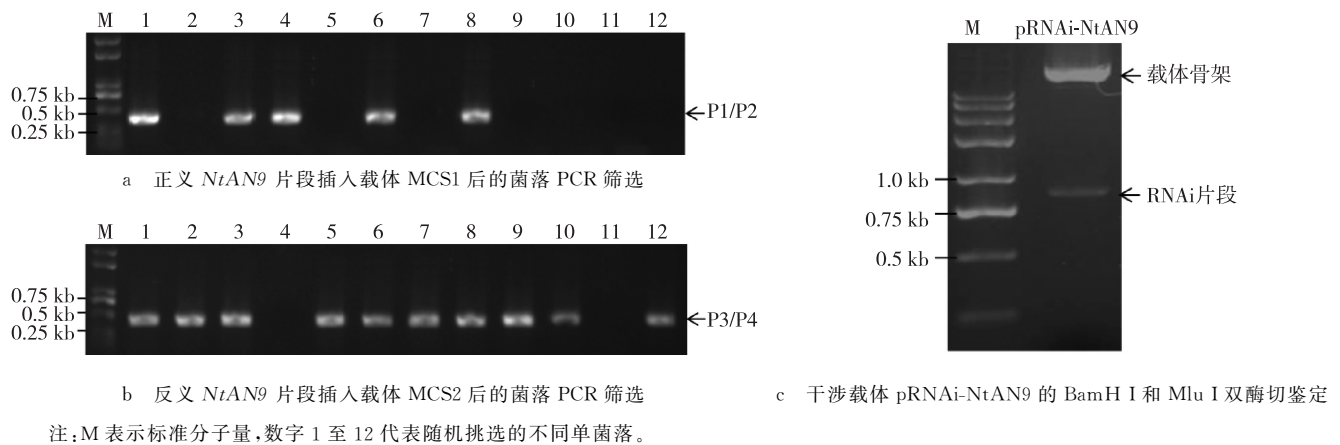 M 1 2 3 4 5 6 7 8 9 10 11 12
0.75 kb
0.5 kb
0.25 kb
P1/P2
a 正义 NtAN9 片段插入载体 MCS1 后的菌落 PCR 筛选
M 1 2 3 4 5 6 7 8 9 10 11 12
0.75 kb
0.5 kb
0.25 kb
P3/P4
b 反义 NtAN9 片段插入载体 MCS2 后的菌落 PCR 筛选
M pRNAi-NtAN9
载体骨架
1.0 kb
RNAi片段
0.75 kb
0.5 kb
c 干涉载体 pRNAi-NtAN9 的 BamH I 和 Mlu I 双酶切鉴定
注:M 表示标准分子量,数字 1 至 12 代表随机挑选的不同单菌落。